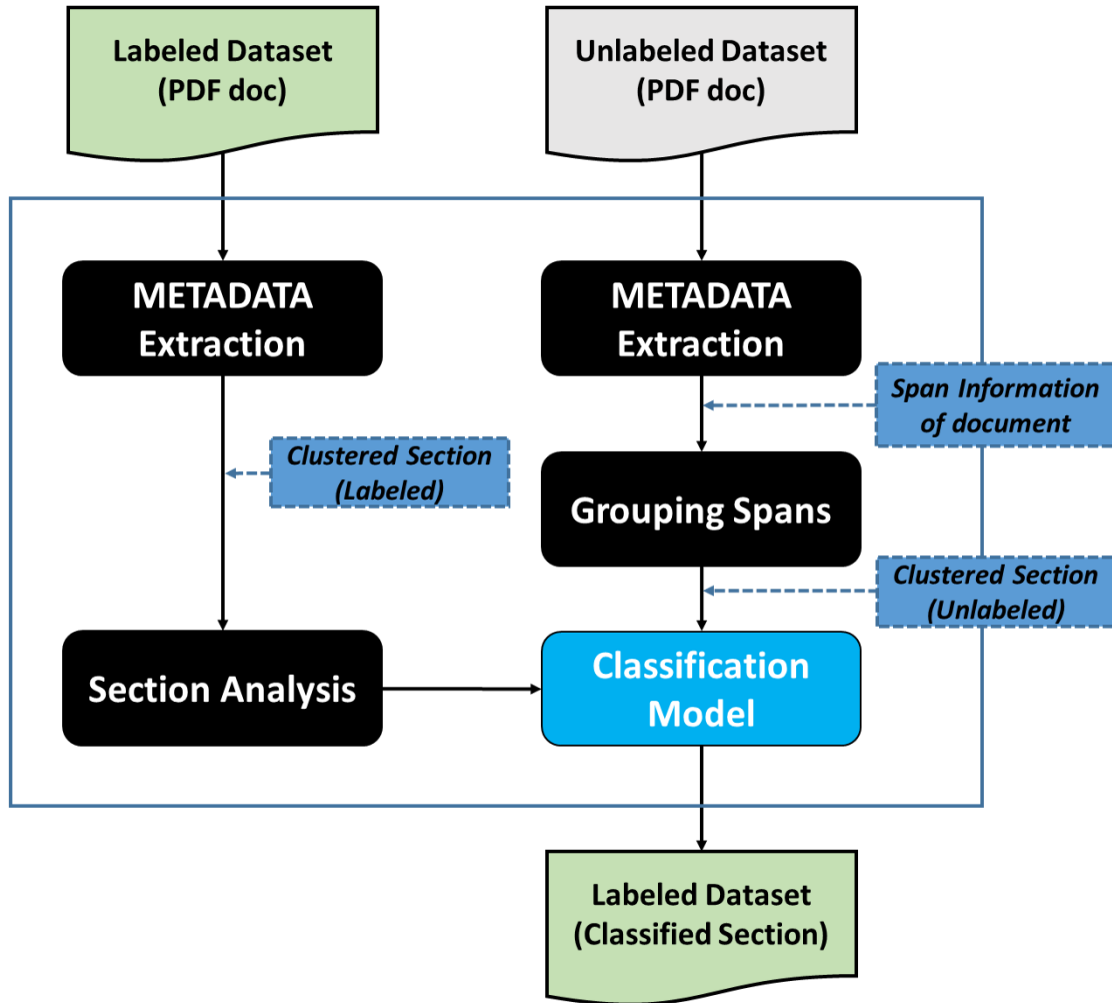 Labeled Dataset
(PDF doc)
Unlabeled Dataset
(PDF doc)
METADATA
Extraction
METADATA
Extraction
Span Information
of document
Clustered Section
(Labeled)
Grouping Spans
Clustered Section
(Unlabeled)
Section Analysis
Classification
Model
Labeled Dataset
(Classified Section)